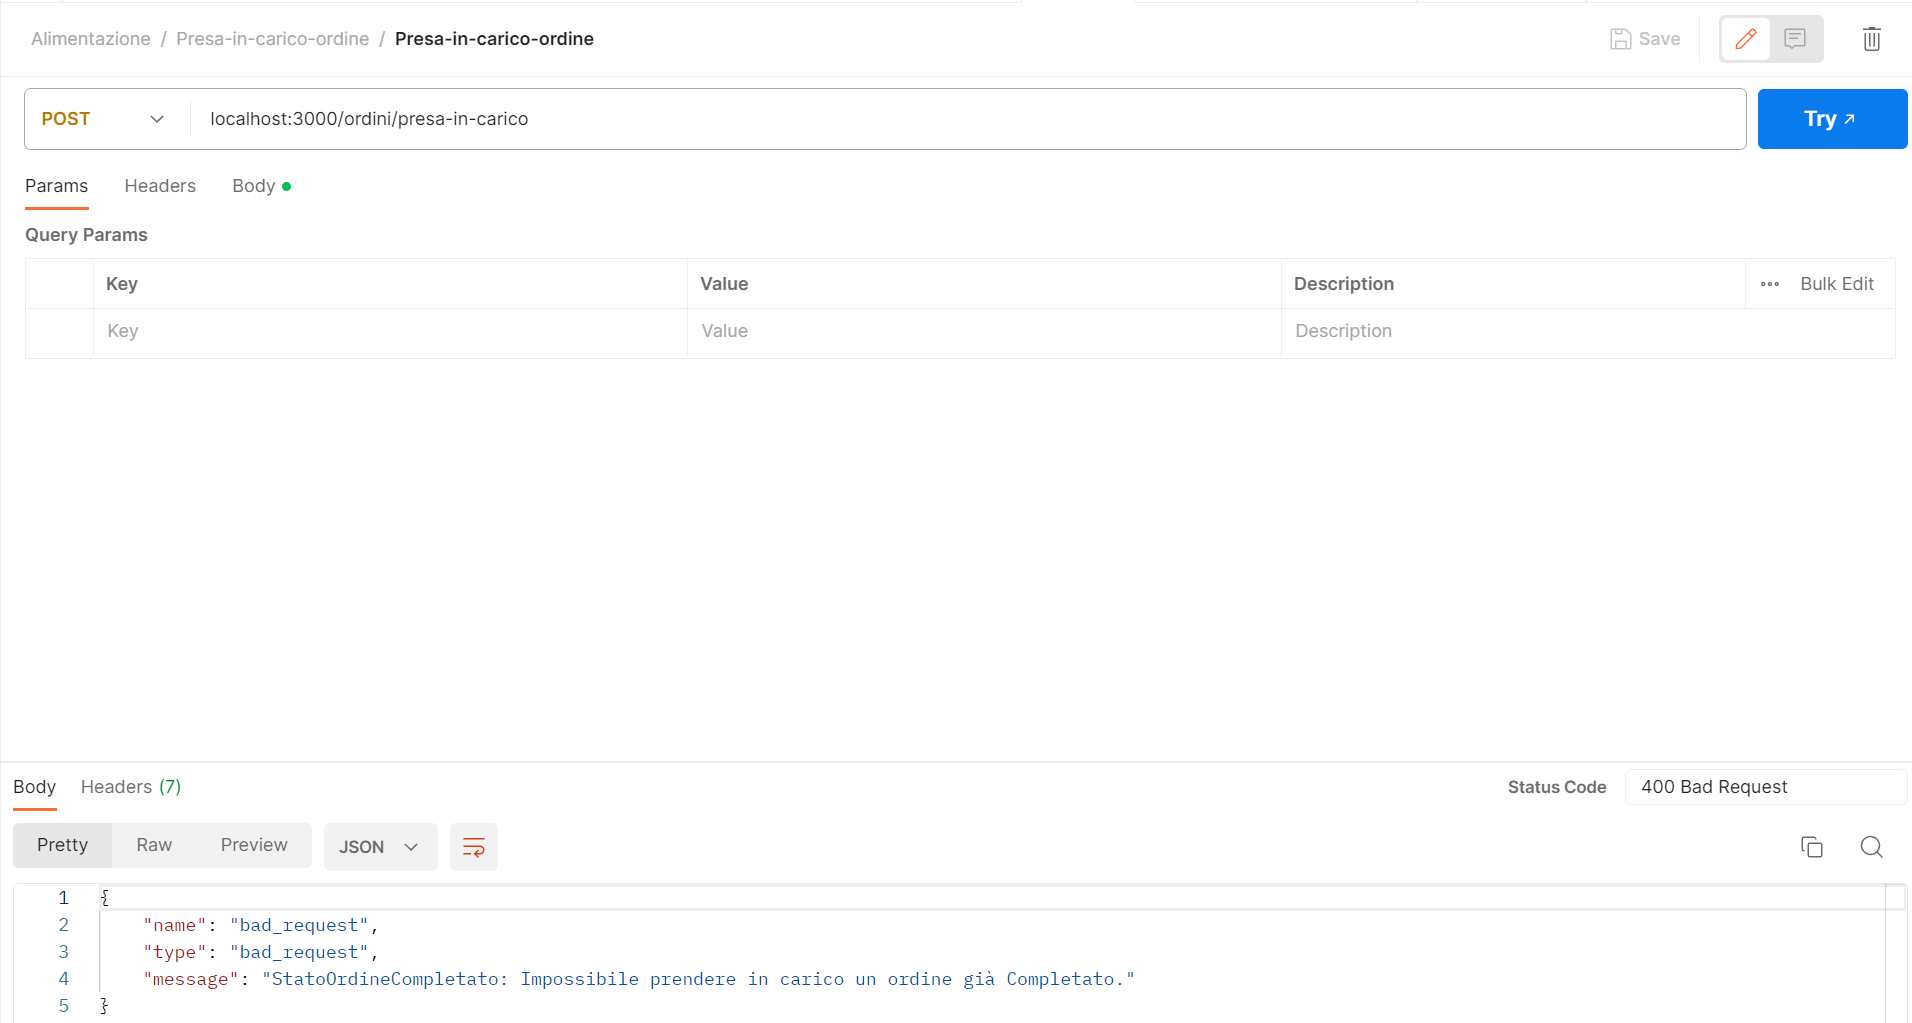 Alimentazione / Presa-in-carico-ordine / Presa-in-carico-ordine
Save
POST
localhost:3000/ordini/presa-in-carico
Try
Params Headers Body
Query Params
Key Value Description Bulk Edit
Key Value Description
Body Headers (7)
Status Code 400 Bad Request
Pretty Raw Preview JSON
1 {
2 "name": "bad_request",
3 "type": "bad_request",
4 "message": "StatoOrdineCompletato: Impossibile prendere in carico un ordine già Completato."
5 }